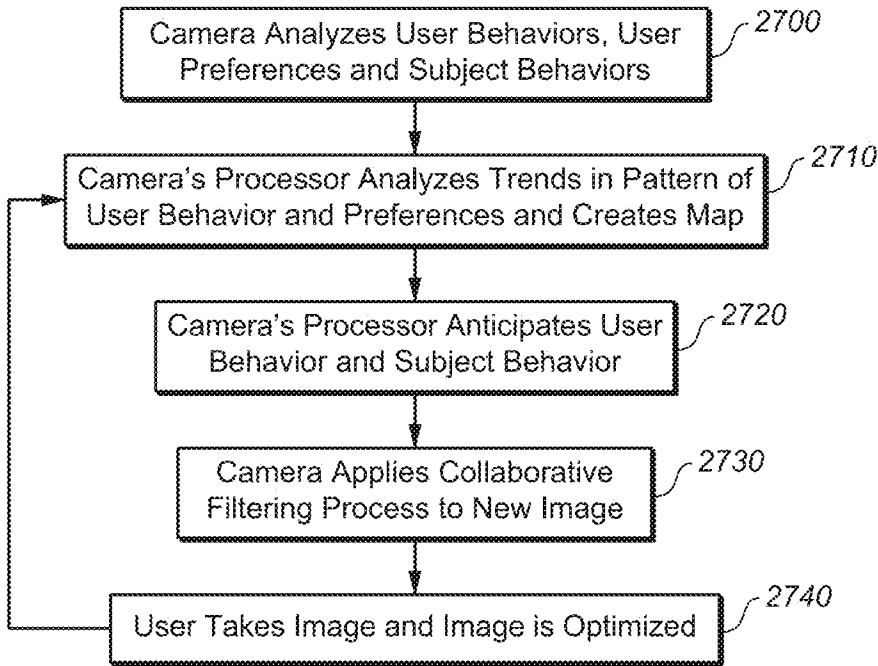 Camera Analyzes User Behaviors, User
Preferences and Subject Behaviors
2700
Camera's Processor Analyzes Trends in Pattern of
User Behavior and Preferences and Creates Map
2710
Camera's Processor Anticipates User
Behavior and Subject Behavior
2720
Camera Applies Collaborative
Filtering Process to New Image
2730
User Takes Image and Image is Optimized
2740